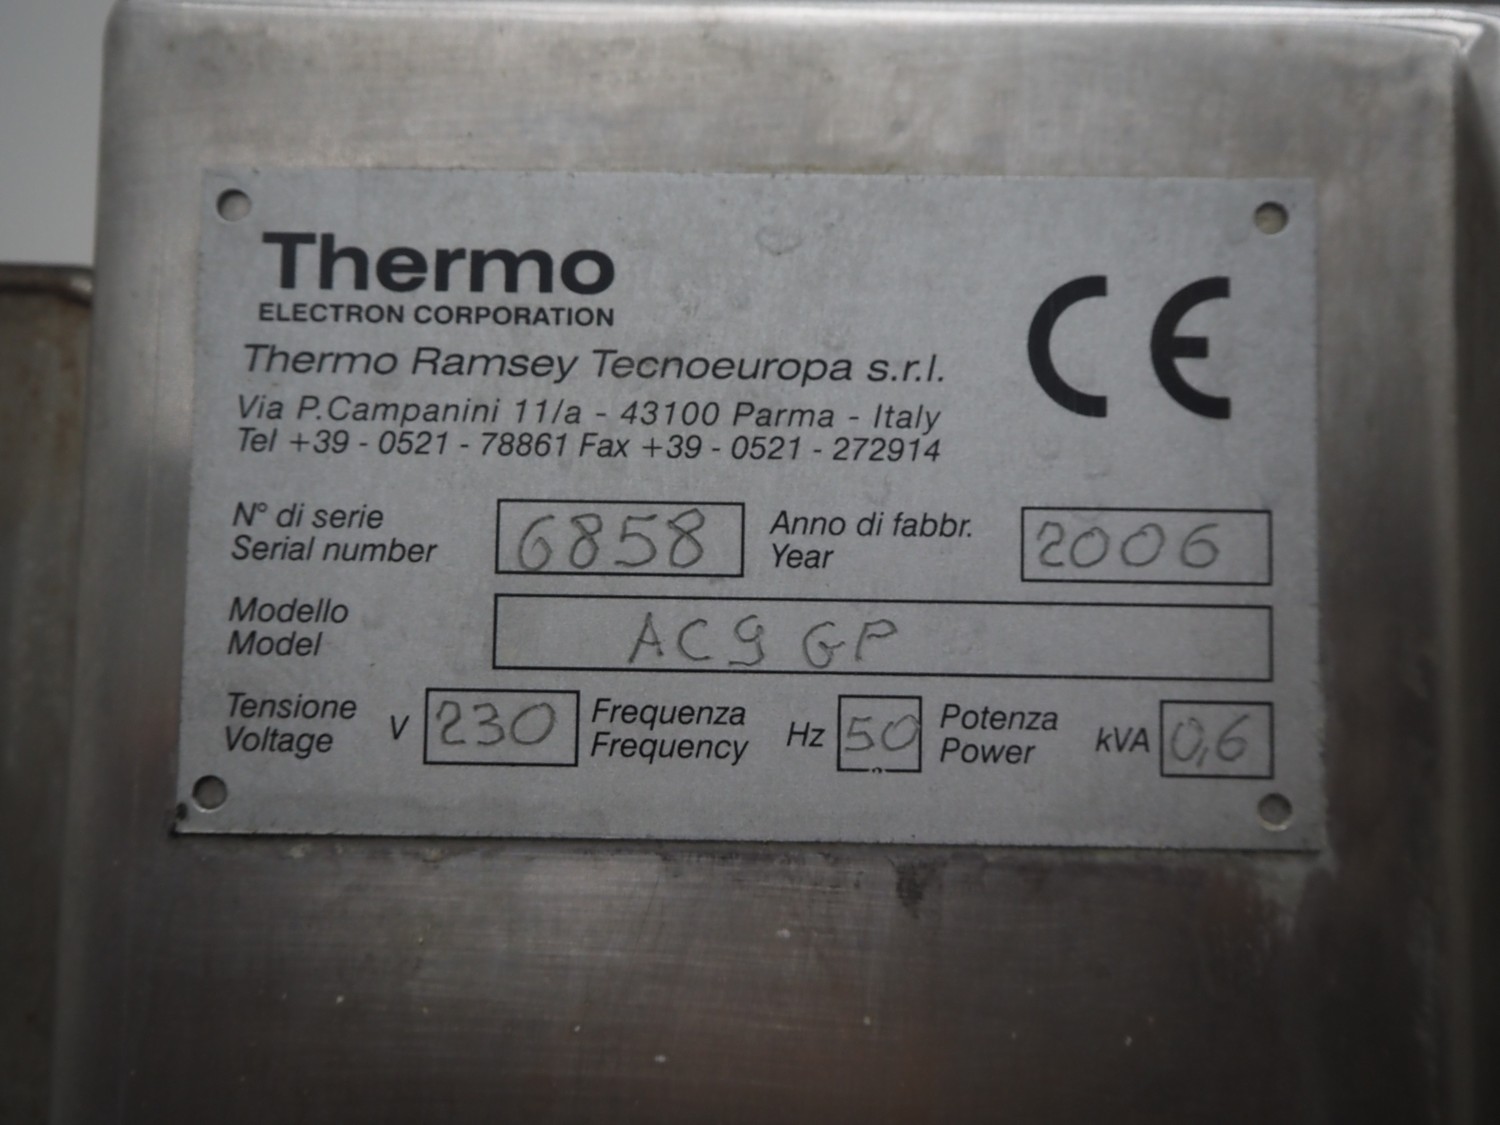 Thermo
ELECTRON CORPORATION
Thermo Ramsey Tecnoeuropa s.r.l.
Via P.Campanini 11/a - 43100 Parma - Italy
Tel +39 - 0521 - 78861 Fax +39 - 0521 - 272914
CE
N° di serie
Serial number
6858
Anno di fabbr.
Year
2006
Modello
Model
AC9 GP
Tensione
Voltage
V
230
Frequenza
Frequency
Hz
50
Potenza
Power
kVA
0,6